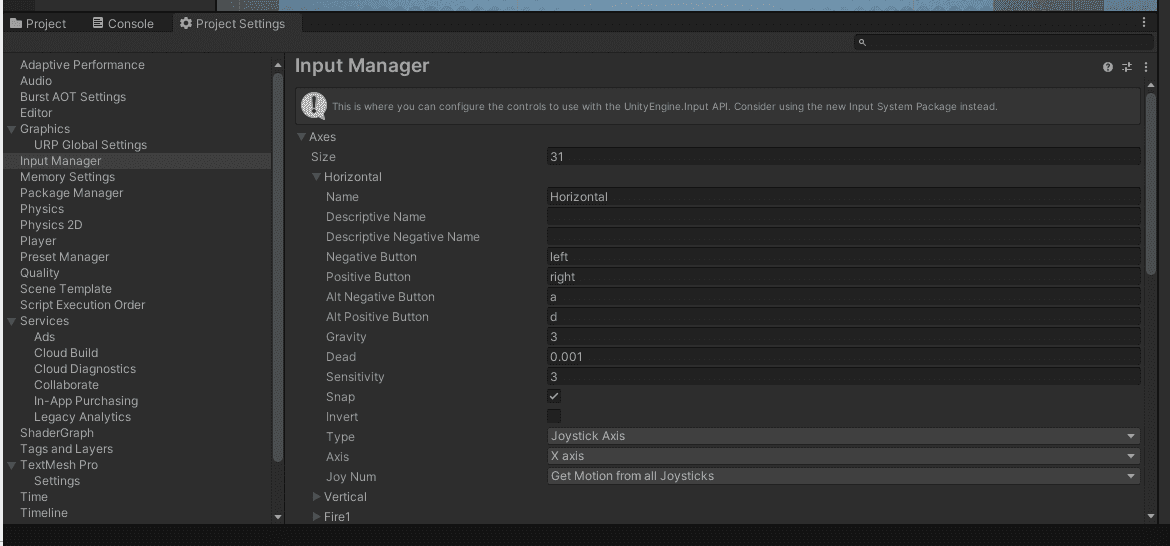 Project Console Project Settings
Adaptive Performance
Audio
Burst AOT Settings
Editor
Graphics
URP Global Settings
Input Manager
Memory Settings
Package Manager
Physics
Physics 2D
Player
Preset Manager
Quality
Scene Template
Script Execution Order
Services
Ads
Cloud Build
Cloud Diagnostics
Collaborate
In-App Purchasing
Legacy Analytics
ShaderGraph
Tags and Layers
TextMesh Pro
Settings
Time
Timeline
Input Manager
This is where you can configure the controls to use with the UnityEngine.Input API. Consider using the new Input System Package instead.
Axes
Size 31
Horizontal
Name Horizontal
Descriptive Name
Descriptive Negative Name
Negative Button left
Positive Button right
Alt Negative Button a
Alt Positive Button d
Gravity 3
Dead 0.001
Sensitivity 3
Snap
Invert
Type Joystick Axis
Axis X axis
Joy Num Get Motion from all Joysticks
Vertical
Fire1